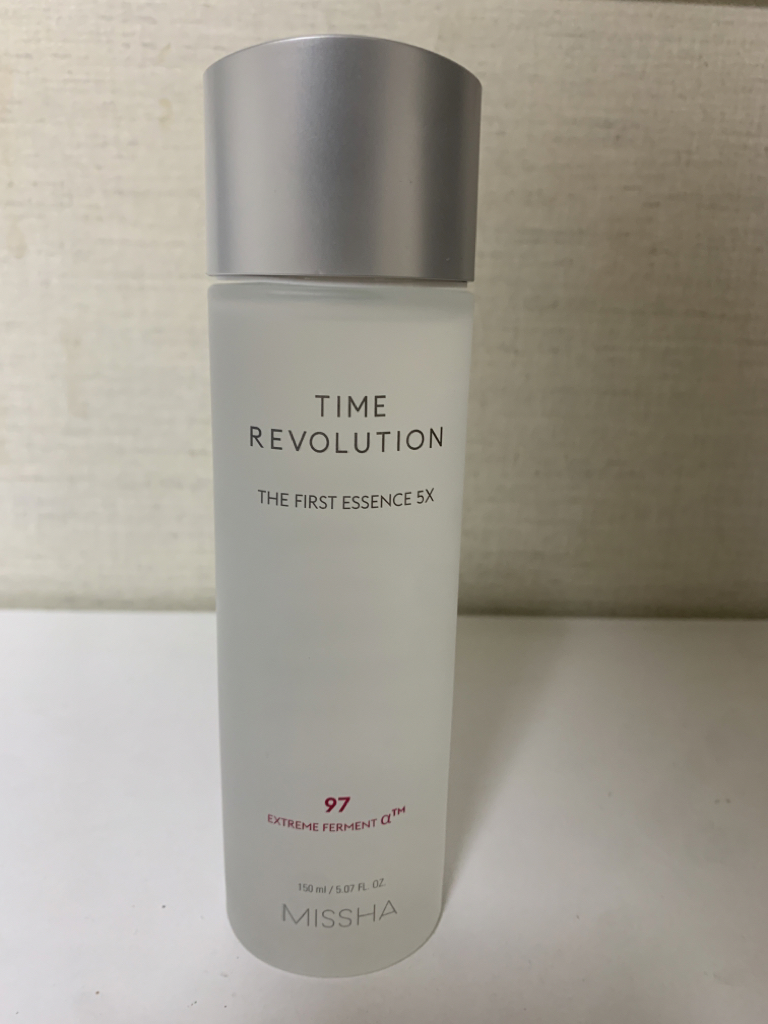 TIME
REVOLUTION
THE FIRST ESSENCE 5X
97
EXTREME FERMENT α™
150 ml / 5.07 FL. OZ.
MISSHA